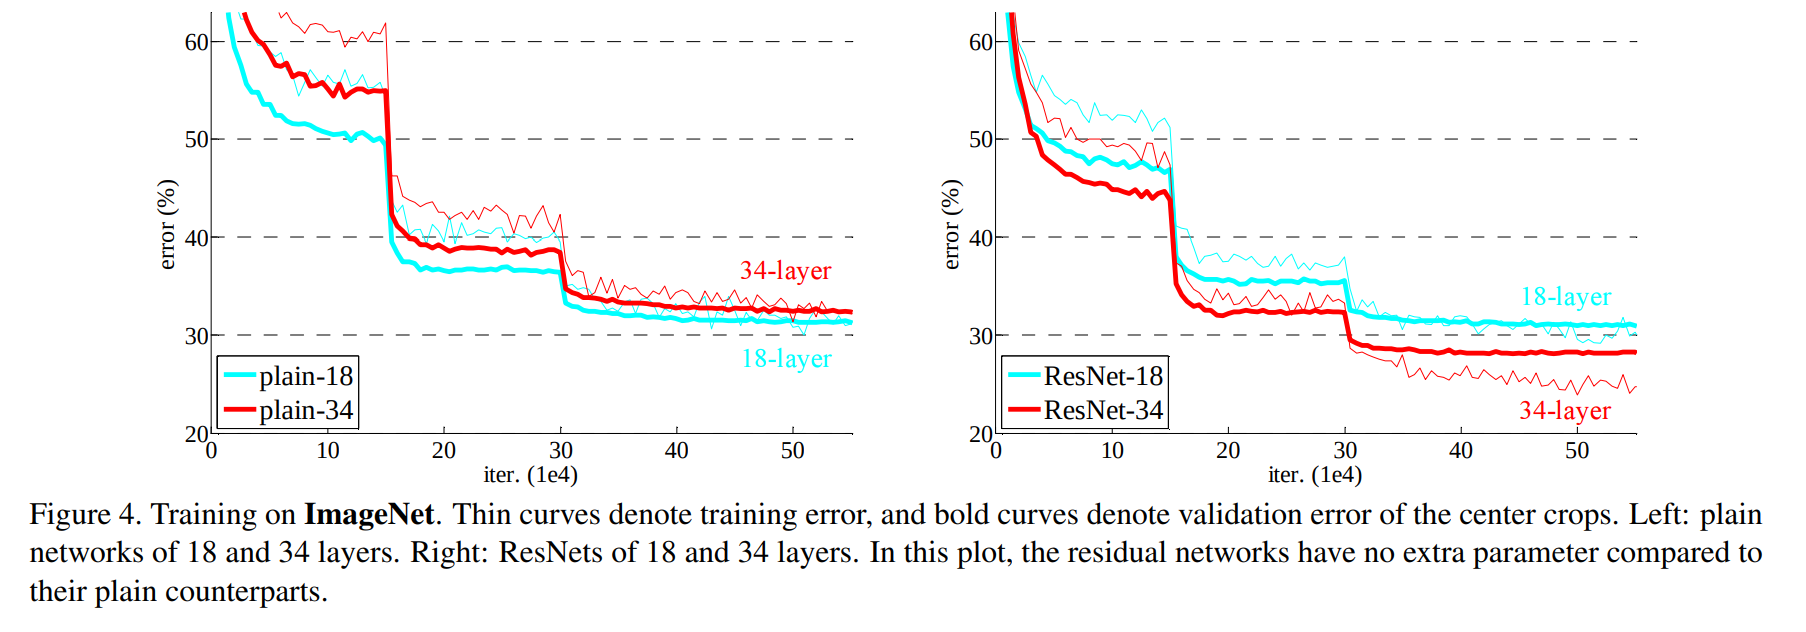 60
50
40
30
20
error (%)
34-layer
18-layer
plain-18
plain-34
0 10 20 30 40 50
iter. (1e4)
60
50
40
30
20
error (%)
18-layer
34-layer
ResNet-18
ResNet-34
0 10 20 30 40 50
iter. (1e4)
Figure 4. Training on ImageNet. Thin curves denote training error, and bold curves denote validation error of the center crops. Left: plain
networks of 18 and 34 layers. Right: ResNets of 18 and 34 layers. In this plot, the residual networks have no extra parameter compared to
their plain counterparts.